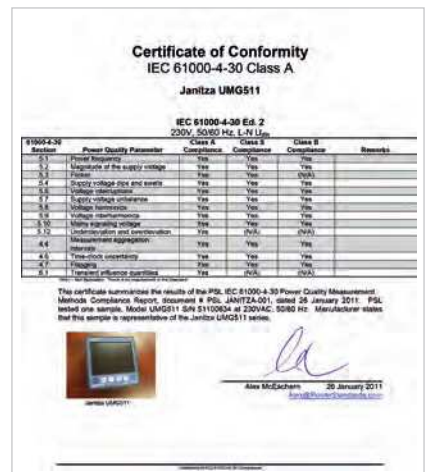 Certificate of Conformity
IEC 61000-4-30 Class A
Janitza UMG511
IEC 61000-4-30 Ed. 2
230V, 50/60 Hz, L-N
61000-4-30 Section Power Quality Parameter Class A Compliance Class S Compliance Class B Compliance Remarks
5.1 Power frequency Yes Yes Yes
5.2 Magnitude of the supply voltage Yes Yes Yes
5.3 Flicker Yes Yes (N/A)
5.4 Supply voltage dips and swells Yes Yes Yes
Voltage interruptions Yes Yes Yes
5.7 Supply voltage unbalance Yes Yes Yes
5.8 Voltage harmonics Yes Yes Yes
5.9 Voltage interharmonics Yes Yes Yes
5.10 Mains signaling voltage Yes Yes Yes
5.12 Underdeviation and overdeviation Yes (N/A) (N/A)
4.4 Measurement aggregation intervals Yes Yes Yes
4.6 Time-clock uncertainty Yes Yes Yes
4.7 Flagging Yes Yes Yes
6.1 Transient influence quantities Yes (N/A) (N/A)
This certificate summarizes the results of the PSL IEC 61000-4-30 Power Quality Measurement
Methods Compliance Report, document # PSL JANITZA-001, dated 26 January 2011. PSL
tested one sample, Model UMG511 S/N 51100634 at 230VAC, 50/60 Hz. Manufacturer states
that this sample is representative of the Janitza UMG511 series.
Alex McEachern 26 January 2011
Janitza UMG511